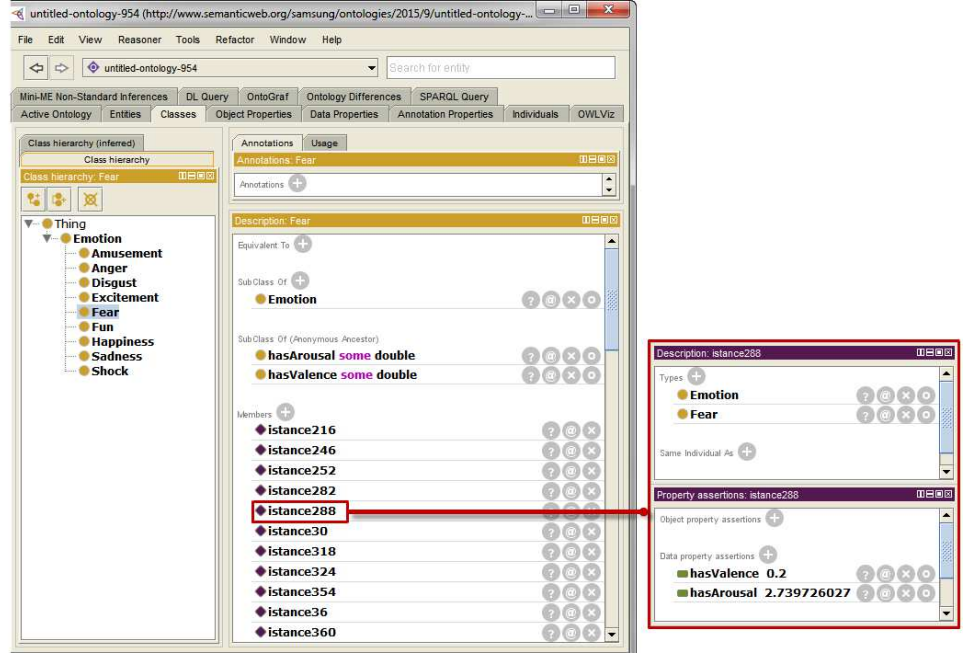 untitled-ontology-954 (http://www.semanticweb.org/samsung/ontologies/2015/9/untitled-ontology-...
File Edit View Reasoner Tools Refactor Window Help
untitled-ontology-954
Search for entity
Mini-ME Non-Standard Inferences DL Query OntoGraf Ontology Differences SPARQL Query
Active Ontology Entities Classes Object Properties Data Properties Annotation Properties Individuals OWLViz
Class hierarchy (inferred)
Class hierarchy
Class hierarchy: Fear
Thing
Emotion
Amusement
Anger
Disgust
Excitement
Fear
Fun
Happiness
Sadness
Shock
Annotations Usage
Annotations: Fear
Annotations
Description: Fear
Equivalent To
SubClass Of
Emotion
SubClass Of (Anonymous Ancestor)
hasArousal some double
hasValence some double
Members
istance216
istance246
istance252
istance282
istance288
istance30
istance318
istance324
istance354
istance36
istance360
Description: istance288
Types
Emotion
Fear
Same Individual As
Property assertions: istance288
Object property assertions
Data property assertions
hasValence 0.2
hasArousal 2.739726027